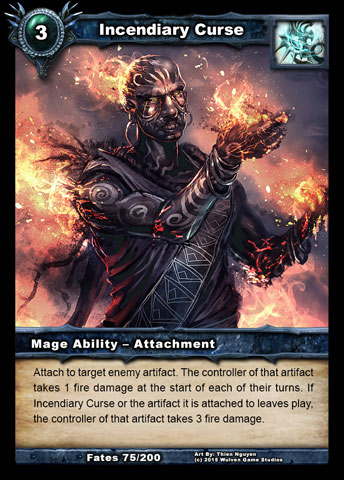 3
Incendiary Curse
Mage Ability – Attachment
Attach to target enemy artifact. The controller of that artifact
takes 1 fire damage at the start of each of their turns. If
Incendiary Curse or the artifact it is attached to leaves play,
the controller of that artifact takes 3 fire damage.
Fates 75/200
Art By: Thien Nguyen
(c) 2015 Wulven Game Studios